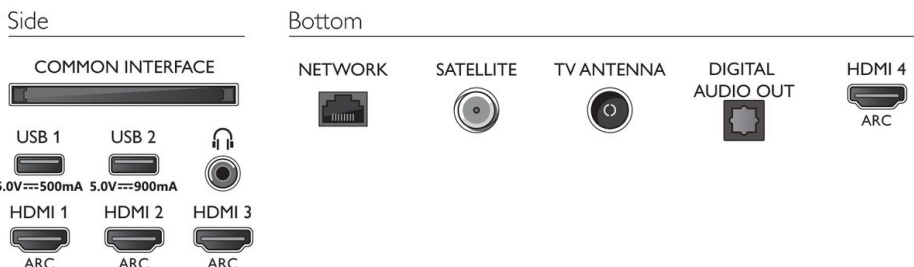 Side
COMMON INTERFACE
USB 1 USB 2
5.0V⎓500mA 5.0V⎓900mA
HDMI 1 HDMI 2 HDMI 3
ARC ARC ARC
Bottom
NETWORK SATELLITE TV ANTENNA DIGITAL AUDIO OUT HDMI 4
ARC